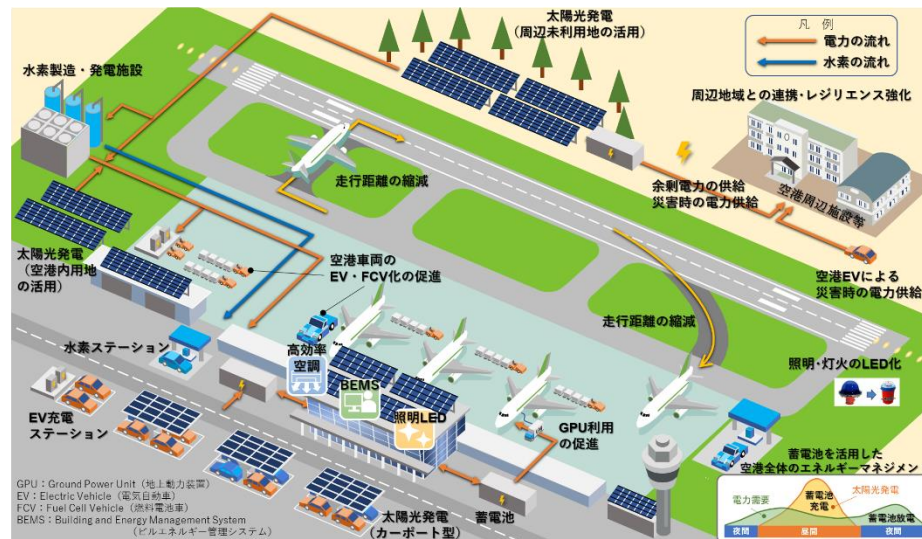 太陽光発電
（周辺未利用地の活用）
凡 例
電力の流れ
水素の流れ
水素製造・発電施設
周辺地域との連携・レジリエンス強化
走行距離の縮減
余剰電力の供給
災害時の電力供給
空港周辺施設等
太陽光発電
（空港内用地
の活用）
空港車両の
EV・FCV化の促進
空港EVによる
災害時の電力供給
走行距離の縮減
水素ステーション
高効率
空調
照明・灯火のLED化
BEMS
照明LED
EV充電
ステーション
GPU利用
の促進
蓄電池を活用した
空港全体のエネルギーマネジメン
GPU：Ground Power Unit（地上動力装置）
EV：Electric Vehicle（電気自動車）
FCV：Fuel Cell Vehicle（燃料電池車）
BEMS：Building and Energy Management System
（ビルエネルギー管理システム）
太陽光発電
（カーポート型）
蓄電池
電力需要
蓄電池
充電
太陽光発電
蓄電池放電
夜間
昼間
夜間